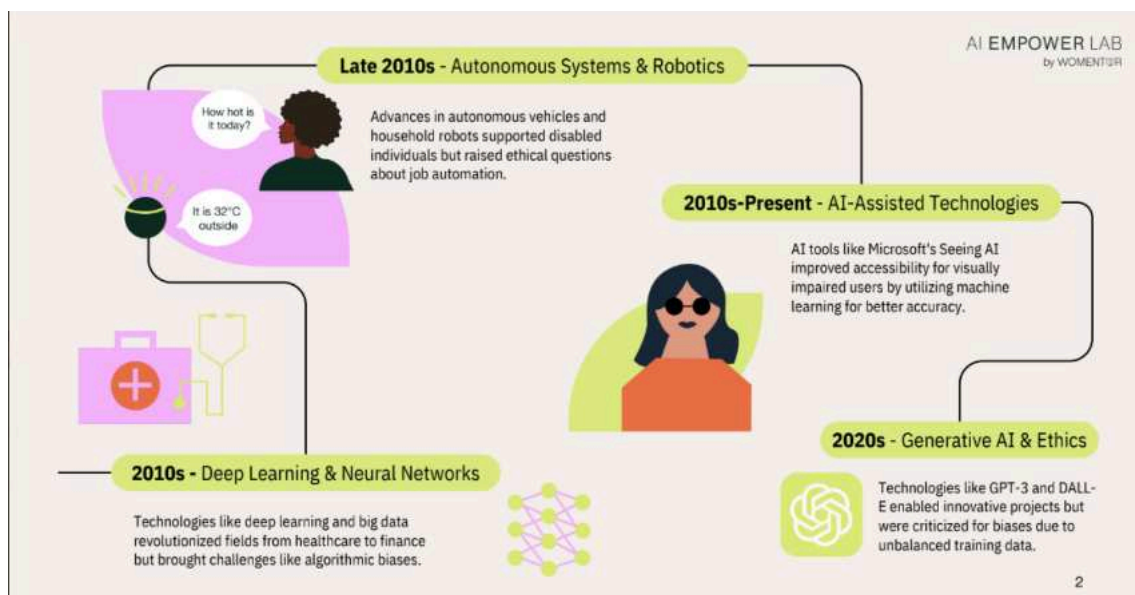 AI EMPOWER LAB
by WOMENTOR
Late 2010s - Autonomous Systems & Robotics
How hot is
it today?
Advances in autonomous vehicles and
household robots supported disabled
individuals but raised ethical questions
about job automation.
It is 32°C
outside
2010s-Present - AI-Assisted Technologies
AI tools like Microsoft's Seeing AI
improved accessibility for visually
impaired users by utilizing machine
learning for better accuracy.
2010s - Deep Learning & Neural Networks
Technologies like deep learning and big data
revolutionized fields from healthcare to finance
but brought challenges like algorithmic biases.
2020s - Generative AI & Ethics
Technologies like GPT-3 and DALL-
E enabled innovative projects but
were criticized for biases due to
unbalanced training data.
2